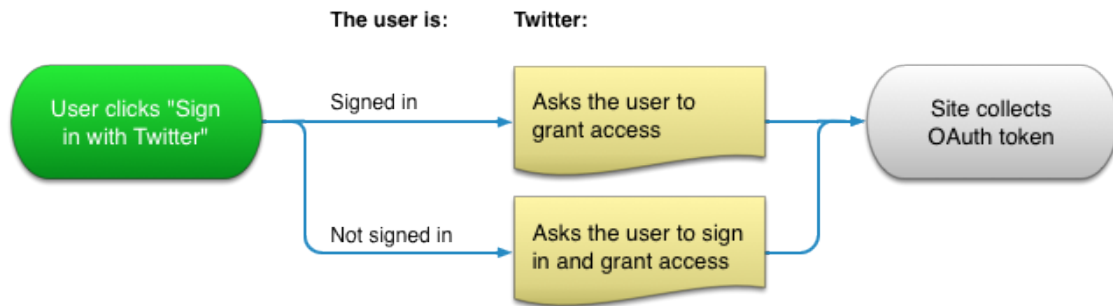 The user is: Twitter:
User clicks "Sign
in with Twitter"
Signed in
Asks the user to
grant access
Site collects
OAuth token
Not signed in
Asks the user to sign
in and grant access